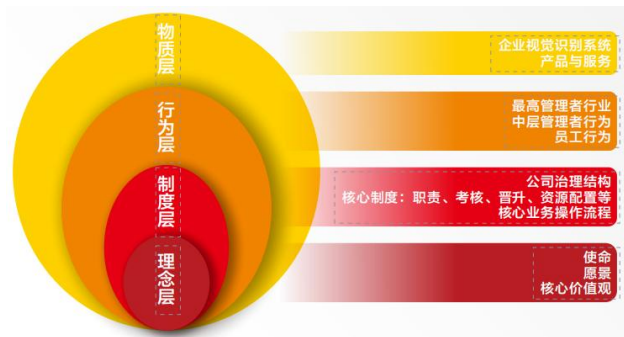 物质层
企业视觉识别系统
产品与服务
行为层
最高管理者行业
中层管理者行为
员工行为
制度层
公司治理结构
核心制度：职责、考核、晋升、资源配置等
核心业务操作流程
理念层
使命
愿景
核心价值观